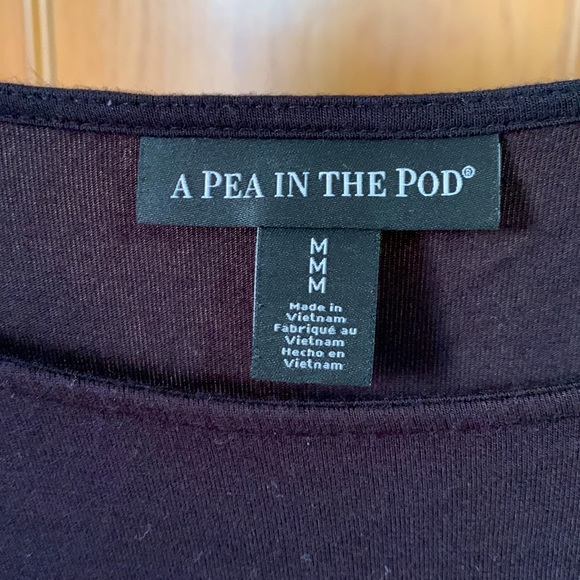 A PEA IN THE POD®
M
M
M
Made in
Vietnam
Fabriqué au
Vietnam
Hecho en
Vietnam